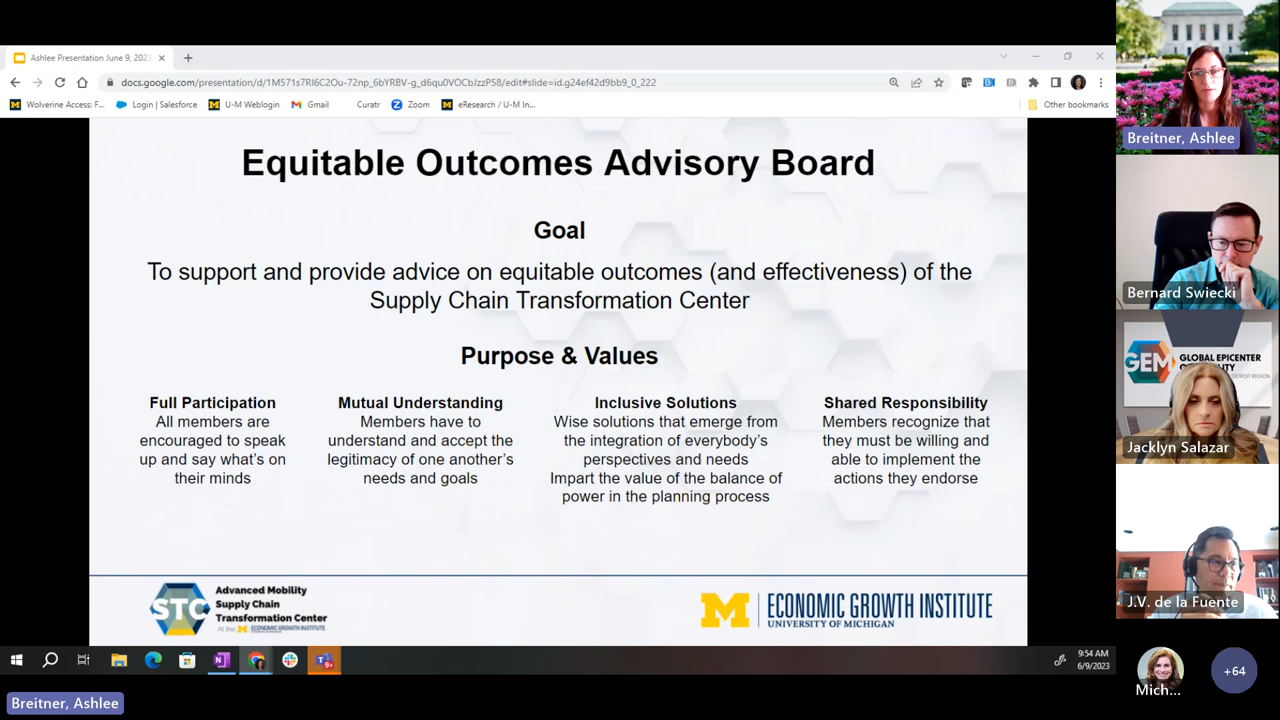 Ashlee Presentation June 9, 2023
docs.google.com/presentation/d/1M571s7RI6C2Ou-72np_6bYRBV-g_d6qu0VOCbJzzP58/edit#slide=id.g24ef42d9bb9_0_222
Wolverine Access: F... Login | Salesforce U-M Weblogin Gmail Curatr Zoom eResearch / U-M In... Other bookmarks
Equitable Outcomes Advisory Board
Goal
To support and provide advice on equitable outcomes (and effectiveness) of the
Supply Chain Transformation Center
Purpose & Values
Full Participation
All members are
encouraged to speak
up and say what's on
their minds
Mutual Understanding
Members have to
understand and accept the
legitimacy of one another's
needs and goals
Inclusive Solutions
Wise solutions that emerge from
the integration of everybody's
perspectives and needs
Impart the value of the balance of
power in the planning process
Shared Responsibility
Members recognize that
they must be willing and
able to implement the
actions they endorse
STC
Advanced Mobility
Supply Chain
Transformation Center
At the M ECONOMIC GROWTH INSTITUTE
M ECONOMIC GROWTH INSTITUTE
UNIVERSITY OF MICHIGAN
9:54 AM
6/9/2023
Breitner, Ashlee
Breitner, Ashlee
Bernard Swiecki
GEM GLOBAL EPICENTER
DETROIT REGION
Jacklyn Salazar
J.V. de la Fuente
Mich...
+64